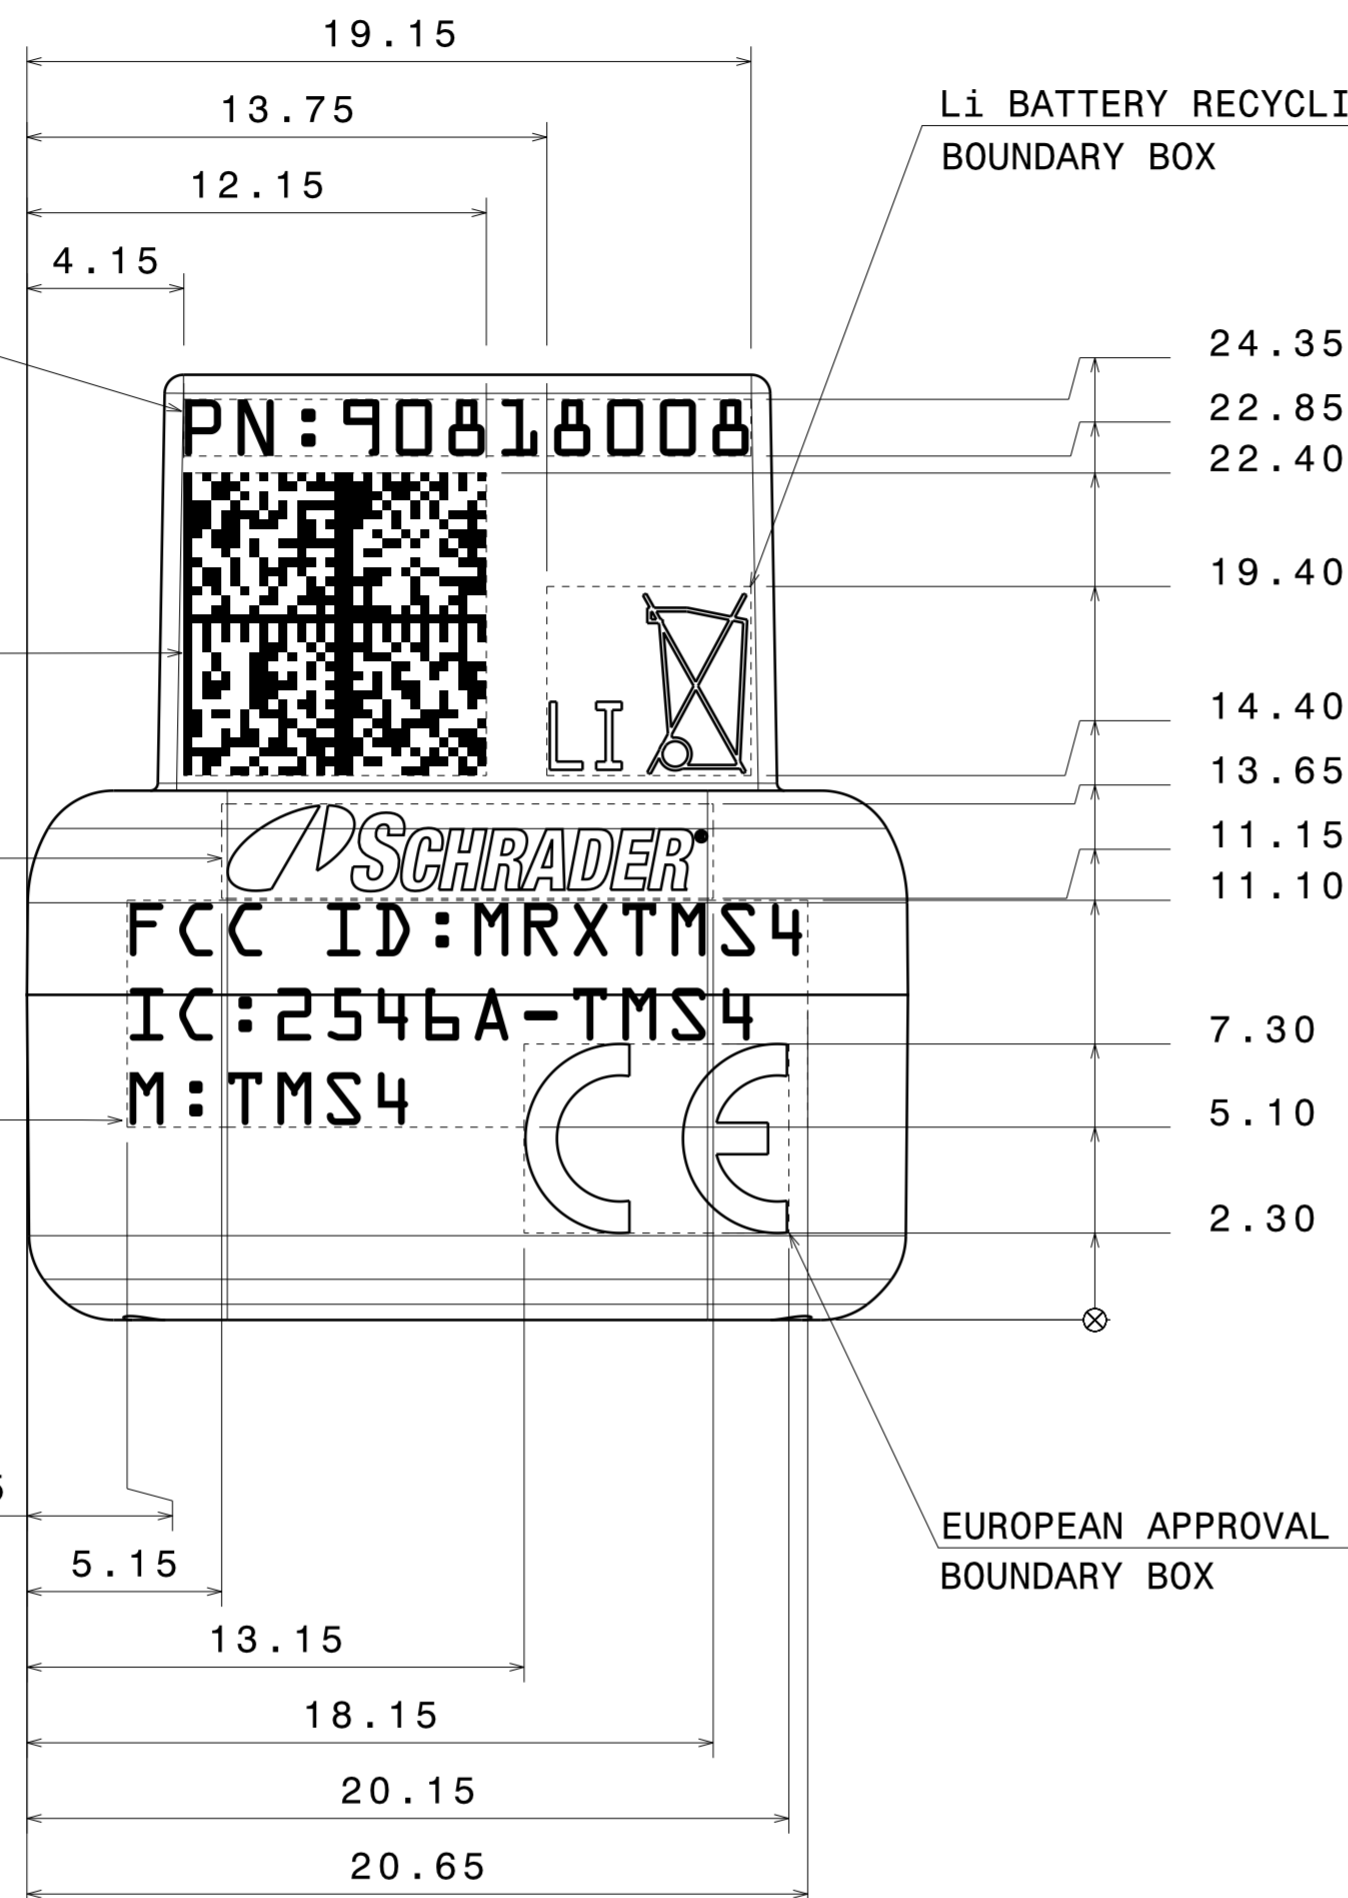 19.15
13.75
12.15
4.15
Li BATTERY RECYCLI
BOUNDARY BOX
24.35
22.85
22.40
19.40
14.40
13.65
11.15
11.10
7.30
5.10
2.30
PN:90818008
LI
SCHRADER
FCC ID:MRXTMS4
IC:2546A-TMS4
M:TMS4
CE
5
5.15
13.15
18.15
20.15
20.65
EUROPEAN APPROVAL
BOUNDARY BOX